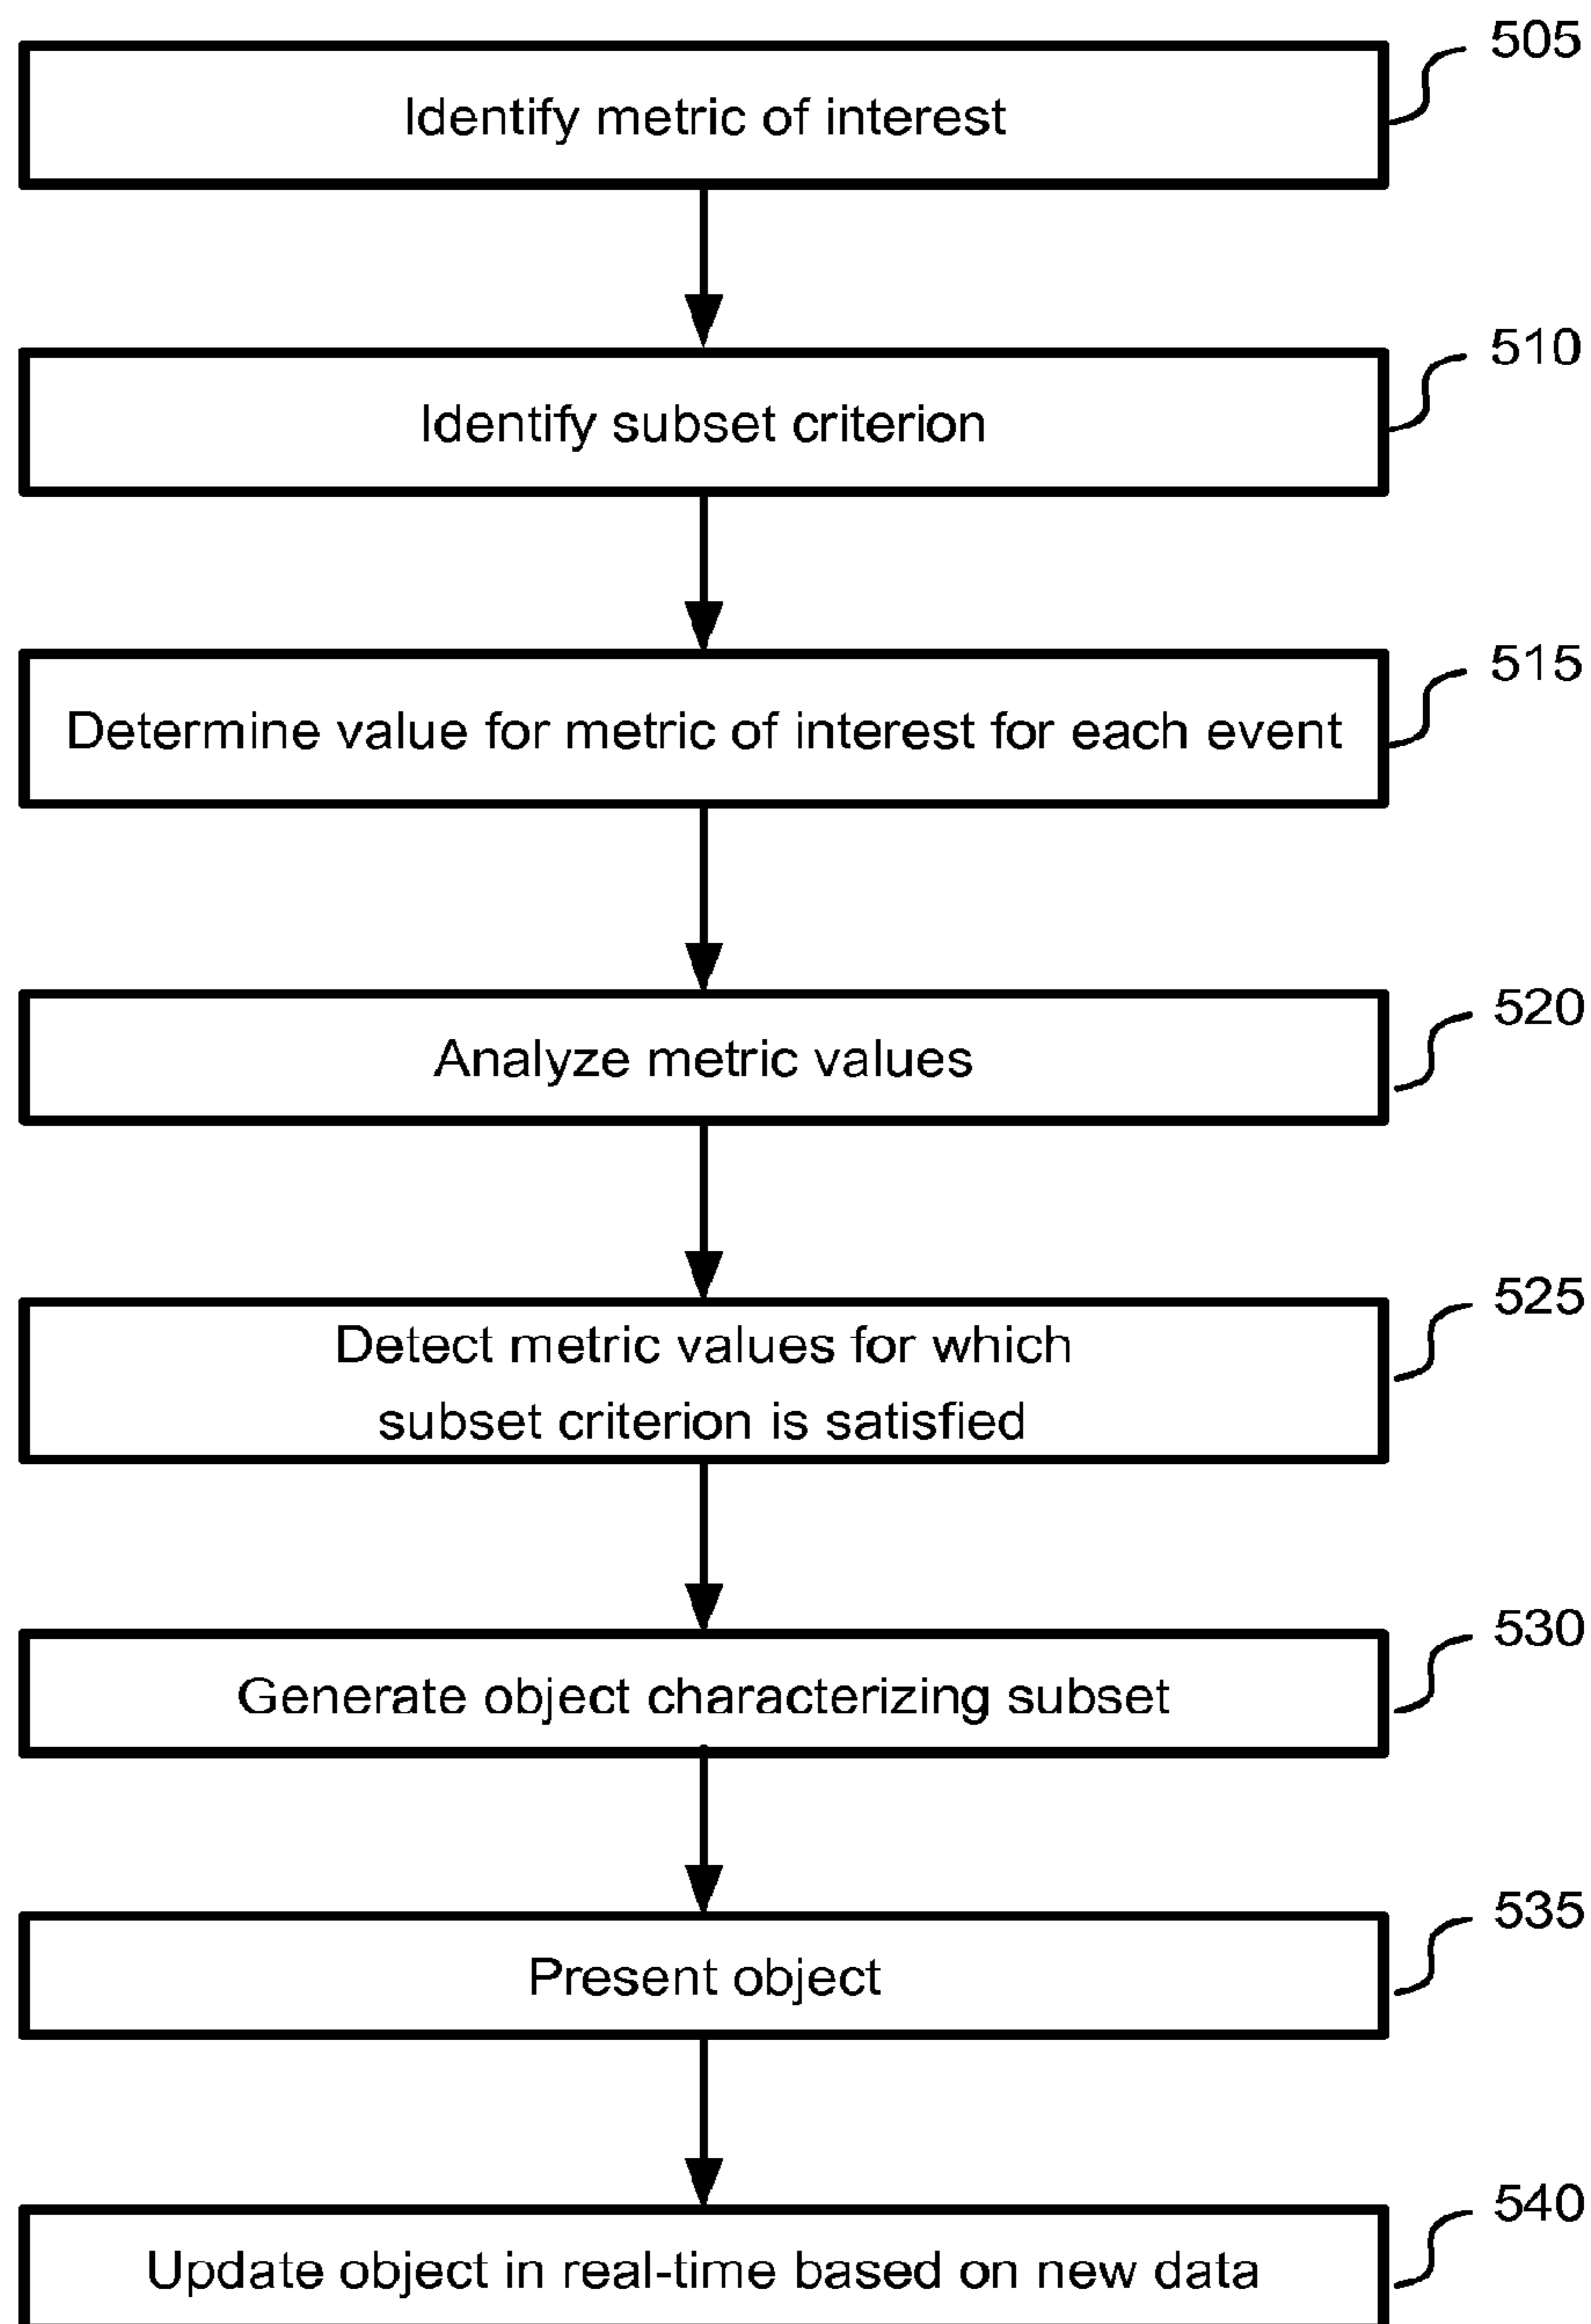 505
Identify metric of interest
510
Identify subset criterion
515
Determine value for metric of interest for each event
520
Analyze metric values
525
Detect metric values for which
subset criterion is satisfied
530
Generate object characterizing subset
535
Present object
540
Update object in real-time based on new data